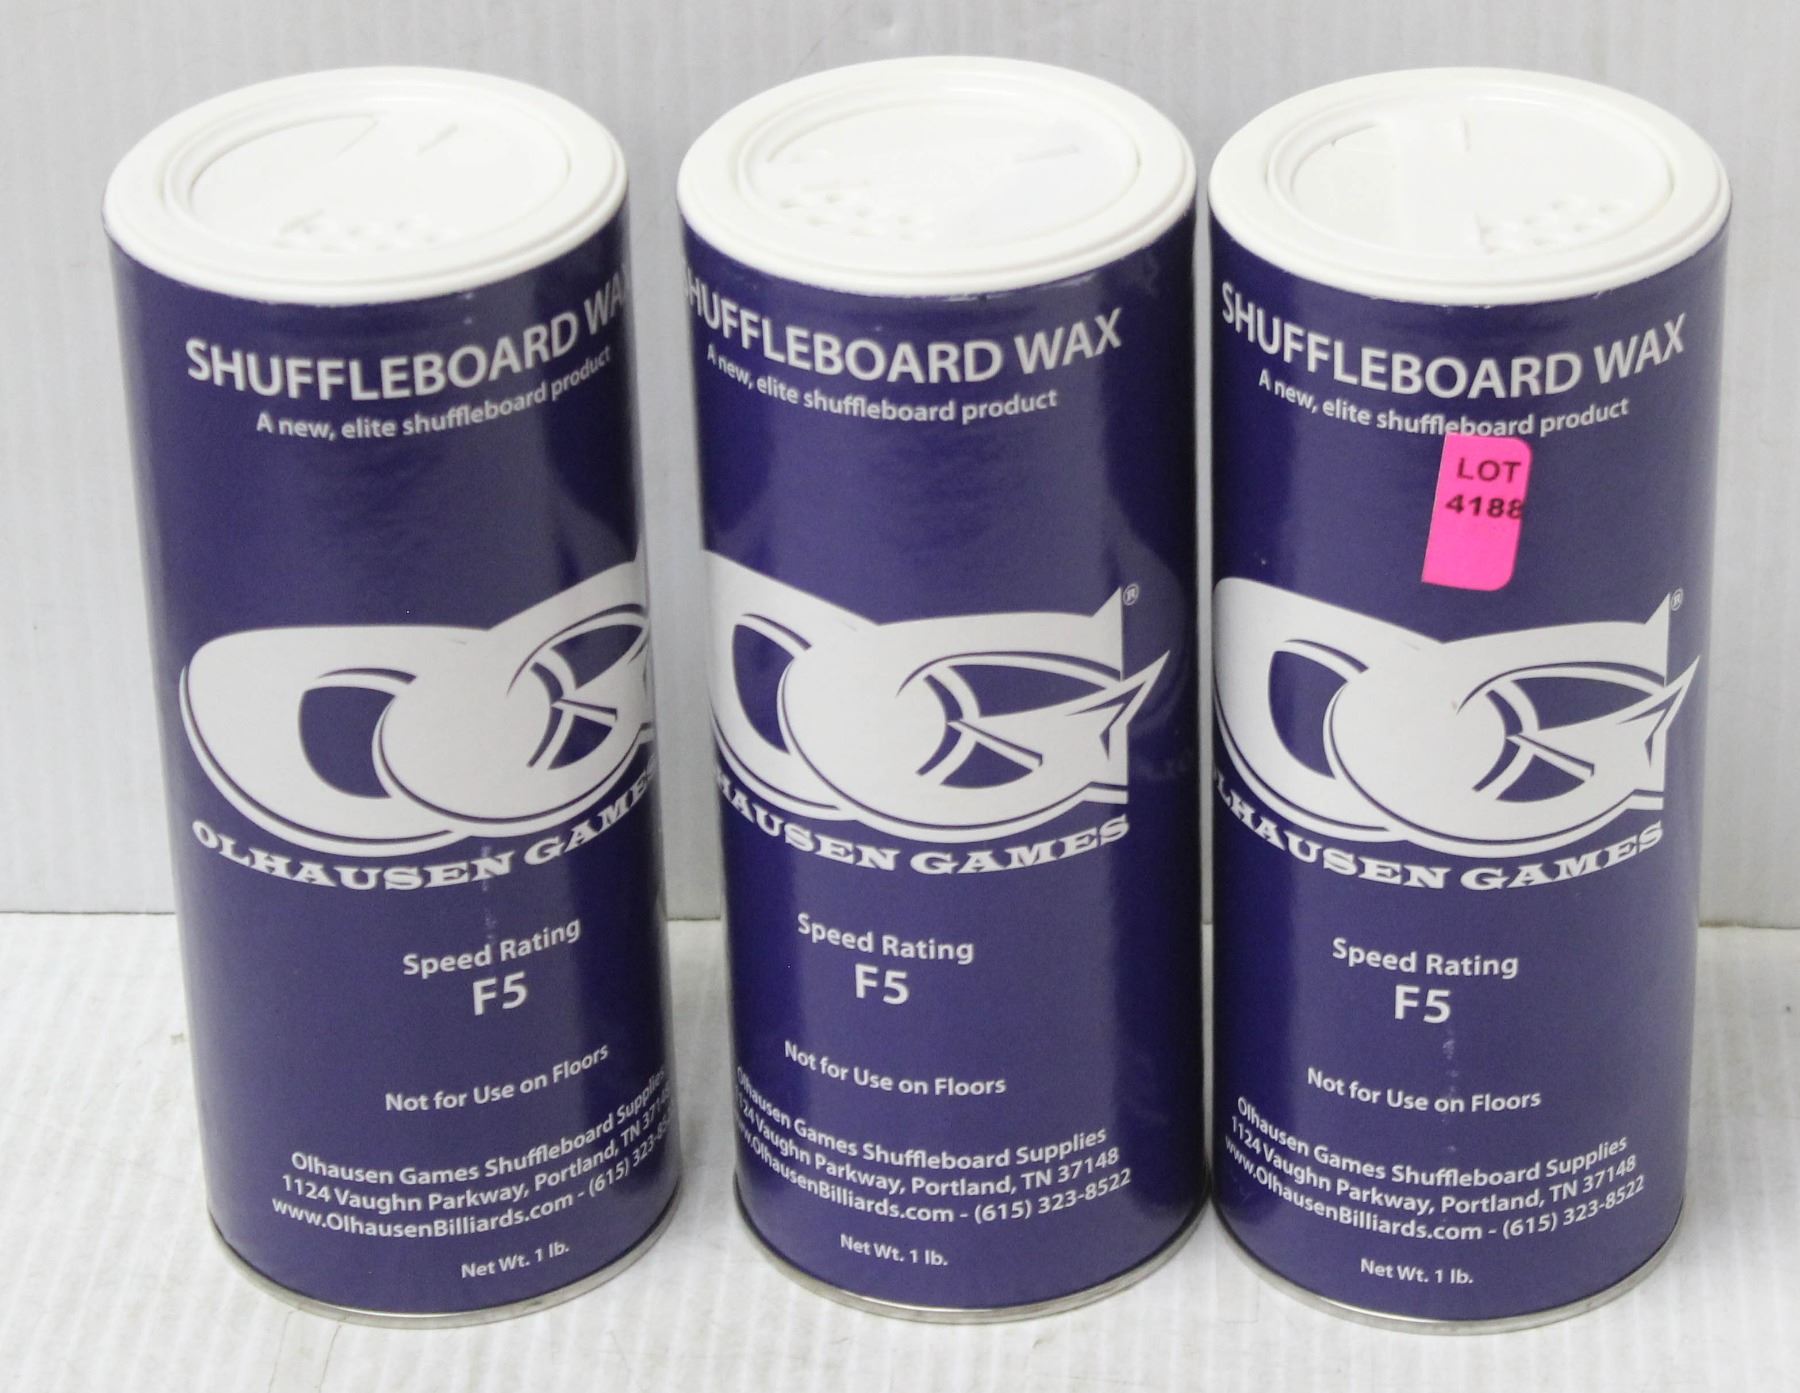 SHUFFLEBOARD
A new, elite shuffleboard product
OLHAUSEN GAMES
Speed Rating
F5
Not for Use on Floors
Olhausen Games Shuffleboard Supplies
1124 Vaughn Parkway, Portland, TN
www.OlhausenBilliards.com - (615)
Net Wt. 1 lb.
SHUFFLEBOARD WAX
A new, elite shuffleboard product
OG®
GAMES
Speed Rating
F5
Not for Use on Floors
Olhausen Games Shuffleboard Supplies
1124 Vaughn Parkway, Portland, TN 37148
www.OlhausenBilliards.com - (615) 323-8522
Net Wt. 1 lb.
SHUFFLEBOARD WAX
A new, elite shuffleboard product
LOT
4188
OG®
OLHAUSEN GAMES
Speed Rating
F5
Not for Use on Floors
Olhausen Games Shuffleboard Supplies
1124 Vaughn Parkway, Portland, TN 37148
www.OlhausenBilliards.com - (615) 323-8522
Net Wt. 1 lb.